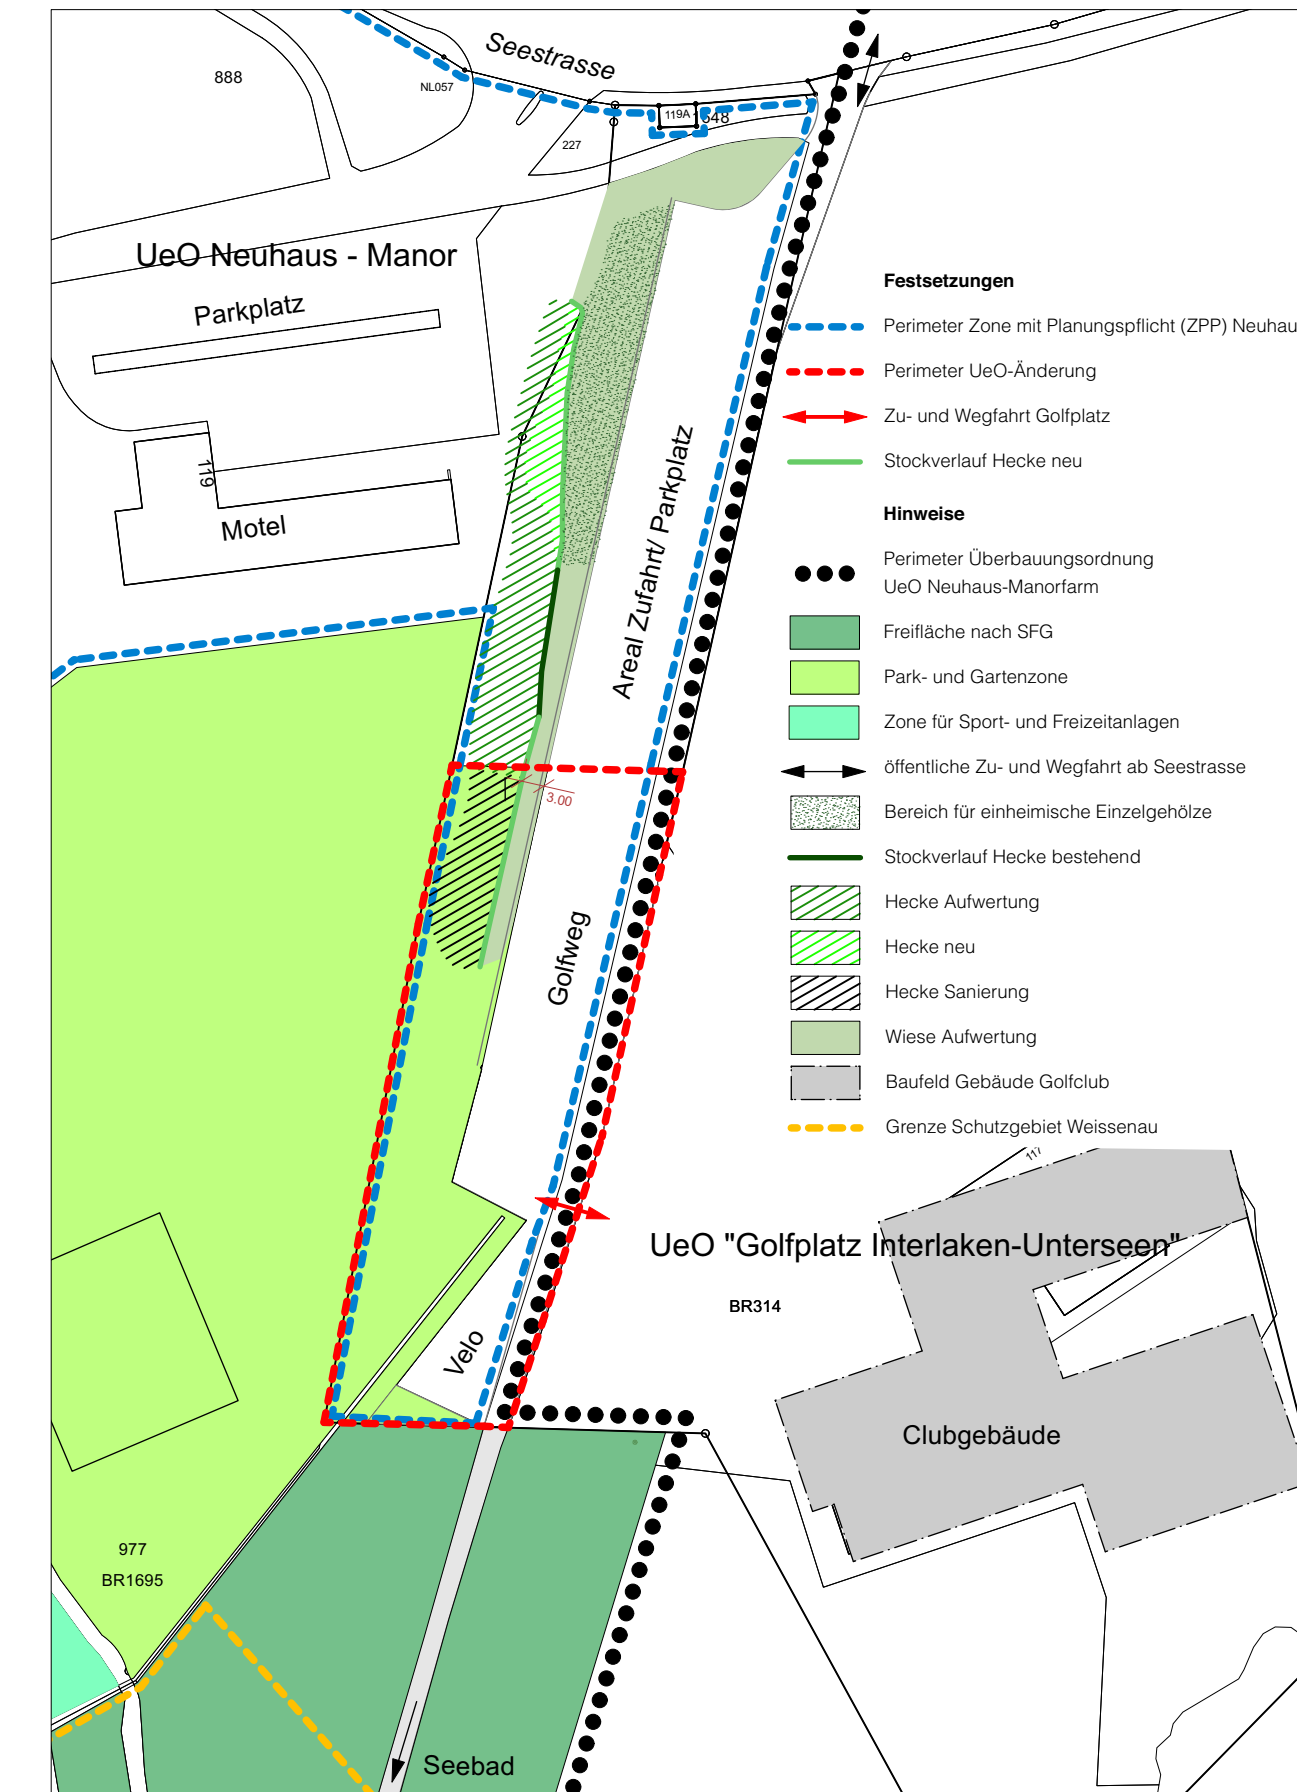 Seestrasse
888
NL057
119A
548
227
UeO Neuhaus - Manor
Parkplatz
119
Motel
Areal Zufahrt/ Parkplatz
3.00
Golfweg
Velo
Festsetzungen
Perimeter Zone mit Planungspflicht (ZPP) Neuhau
Perimeter UeO-Änderung
Zu- und Wegfahrt Golfplatz
Stockverlauf Hecke neu
Hinweise
Perimeter Überbauungsordnung
UeO Neuhaus-Manorfarm
Freifläche nach SFG
Park- und Gartenzone
Zone für Sport- und Freizeitanlagen
öffentliche Zu- und Wegfahrt ab Seestrasse
Bereich für einheimische Einzelgehölze
Stockverlauf Hecke bestehend
Hecke Aufwertung
Hecke neu
Hecke Sanierung
Wiese Aufwertung
Baufeld Gebäude Golfclub
Grenze Schutzgebiet Weissenau
117
UeO "Golfplatz Interlaken-Unterseen"
BR314
Clubgebäude
977
BR1695
Seebad